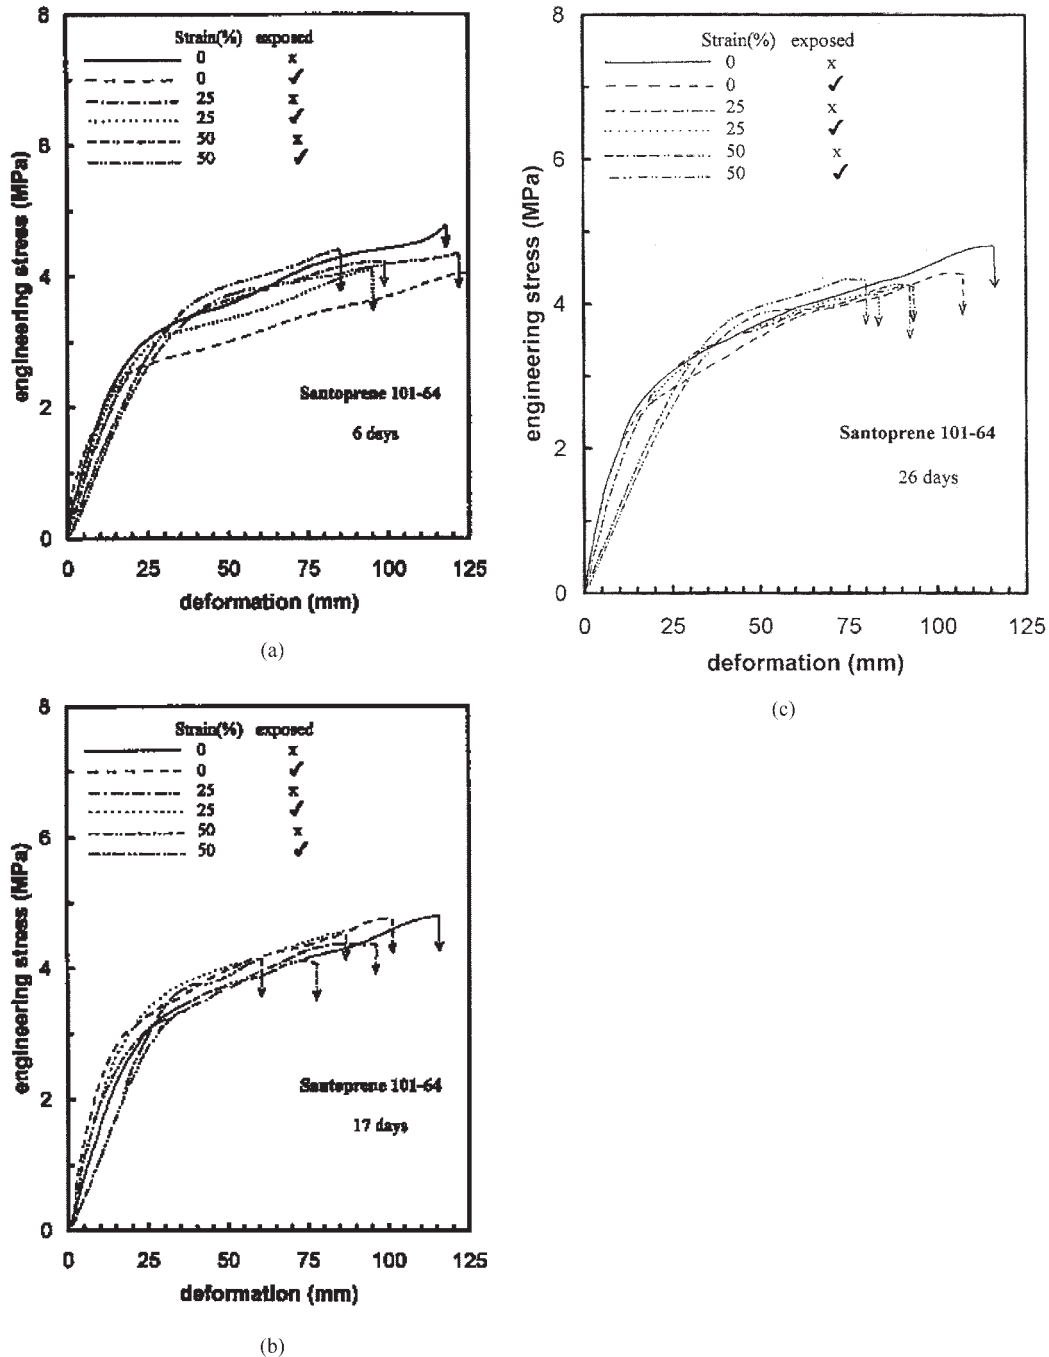 8
Strain(%) exposed
0 x
0 ✓
25 x
25 ✓
50 x
50 ✓
6
4
2
0
engineering stress (MPa)
Santoprene 101-64
6 days
0 25 50 75 100 125
deformation (mm)
(a)
8
Strain(%) exposed
0 x
0 ✓
25 x
25 ✓
50 x
50 ✓
6
4
2
0
engineering stress (MPa)
Santoprene 101-64
17 days
0 25 50 75 100 125
deformation (mm)
(b)
8
Strain(%) exposed
0 x
0 ✓
25 x
25 ✓
50 x
50 ✓
6
4
2
0
engineering stress (MPa)
Santoprene 101-64
26 days
0 25 50 75 100 125
deformation (mm)
(c)